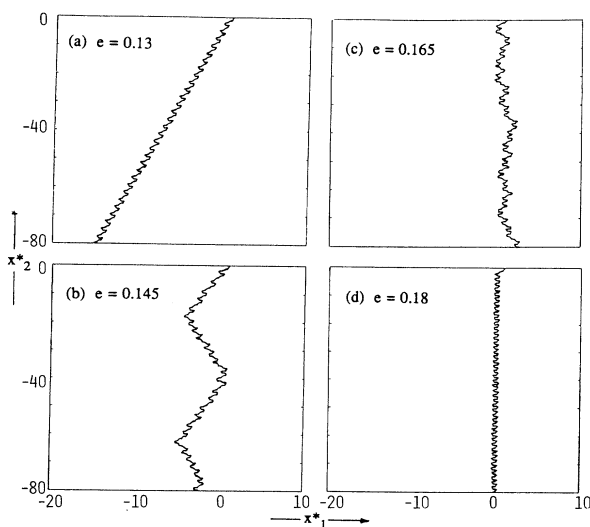 0
(a) e = 0.13
(c) e = 0.165
-40
-80
x*2
0
(b) e = 0.145
(d) e = 0.18
-40
-80
-20 -10 0 10 -20 -10 0 10
x*1